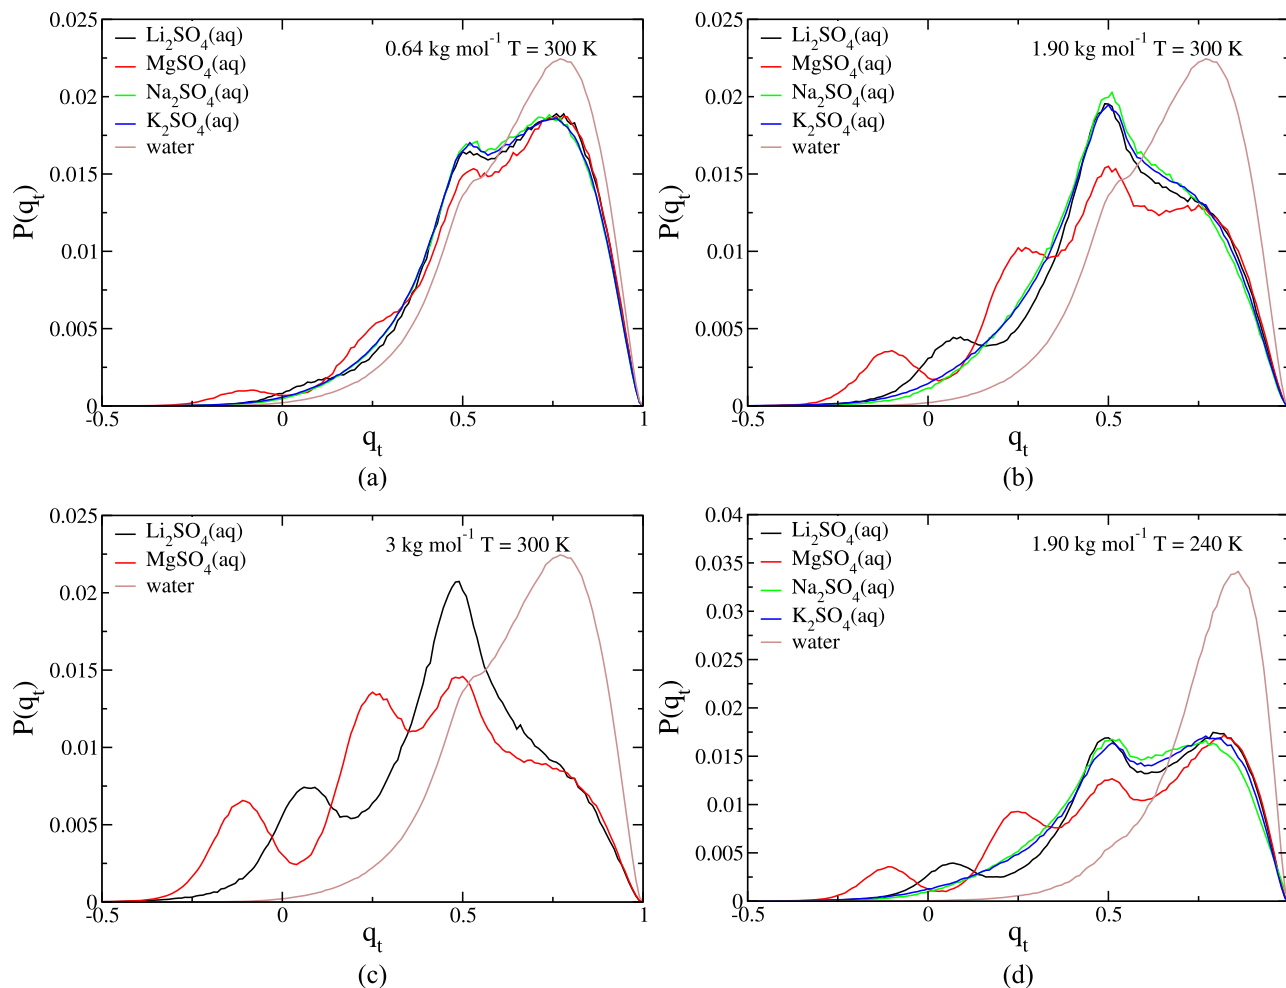 0.025
0.02
0.015
0.01
0.005
0
P(q_t)
Li₂SO₄(aq)
MgSO₄(aq)
Na₂SO₄(aq)
K₂SO₄(aq)
water
0.64 kg mol⁻¹ T = 300 K
-0.5 0 0.5 1
q_t
(a)
0.025
0.02
0.015
0.01
0.005
0
P(q_t)
Li₂SO₄(aq)
MgSO₄(aq)
Na₂SO₄(aq)
K₂SO₄(aq)
water
1.90 kg mol⁻¹ T = 300 K
-0.5 0 0.5
q_t
(b)
0.025
0.02
0.015
0.01
0.005
0
P(q_t)
Li₂SO₄(aq)
MgSO₄(aq)
water
3 kg mol⁻¹ T = 300 K
-0.5 0 0.5 1
q_t
(c)
0.04
0.035
0.03
0.025
0.02
0.015
0.01
0.005
0
P(q_t)
Li₂SO₄(aq)
MgSO₄(aq)
Na₂SO₄(aq)
K₂SO₄(aq)
water
1.90 kg mol⁻¹ T = 240 K
-0.5 0 0.5
q_t
(d)